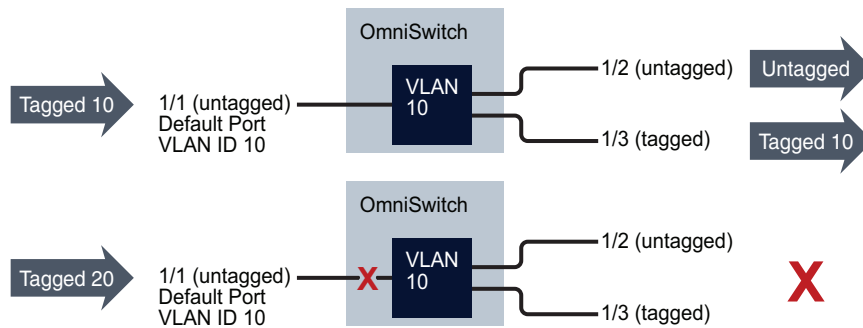 OmniSwitch
Tagged 10
1/1 (untagged)
Default Port
VLAN ID 10
VLAN
10
1/2 (untagged)
Untagged
1/3 (tagged)
Tagged 10
OmniSwitch
Tagged 20
1/1 (untagged)
Default Port
VLAN ID 10
X
VLAN
10
1/2 (untagged)
1/3 (tagged)
X